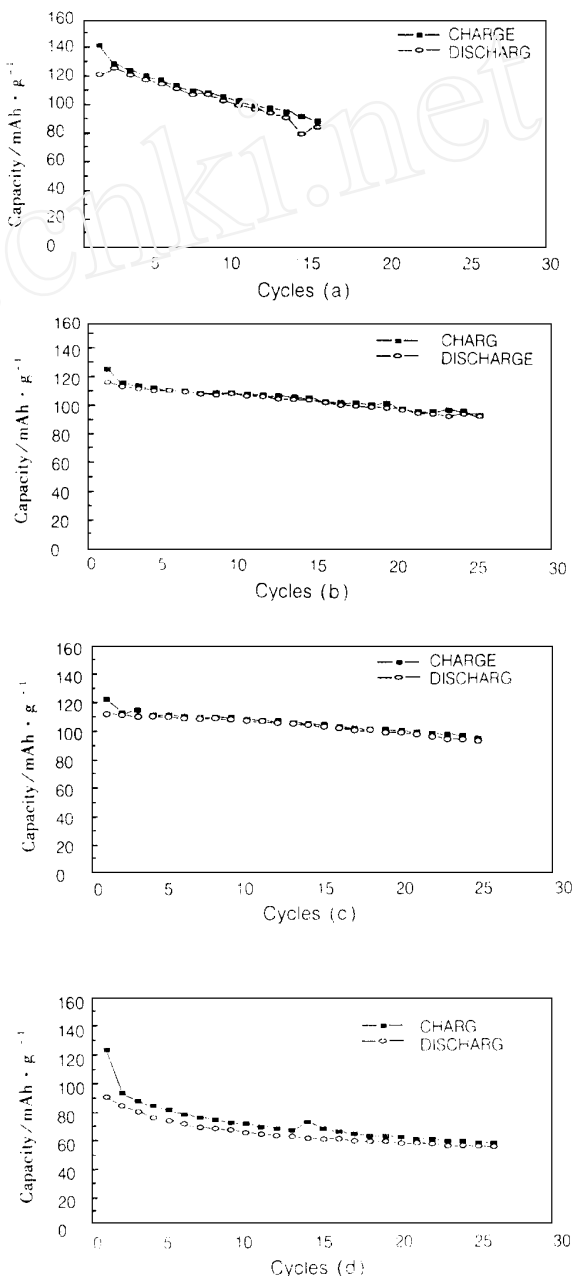 160
140
120
100
80
60
40
20
0
Capacity/mAh·g⁻¹
CHARGE
DISCHARG
5 10 15 20 25 30
Cycles (a)
cnki.net
160
140
120
100
80
60
40
20
0
Capacity/mAh·g⁻¹
CHARG
DISCHARGE
0 5 10 15 20 25 30
Cycles (b)
160
140
120
100
80
60
40
20
0
Capacity/mAh·g⁻¹
CHARGE
DISCHARG
0 5 10 15 20 25 30
Cycles (c)
160
140
120
100
80
60
40
20
0
Capacity/mAh·g⁻¹
CHARG
DISCHARG
0 5 10 15 20 25 30
Cycles (d)